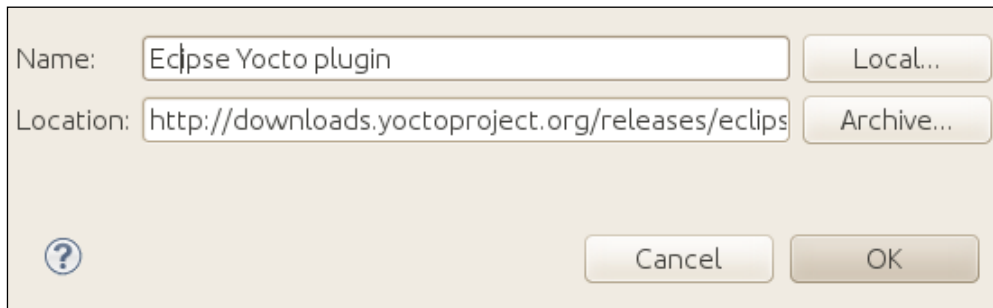 Name: Eclipse Yocto plugin Local...
Location: http://downloads.yoctoproject.org/releases/eclips Archive...
? Cancel OK